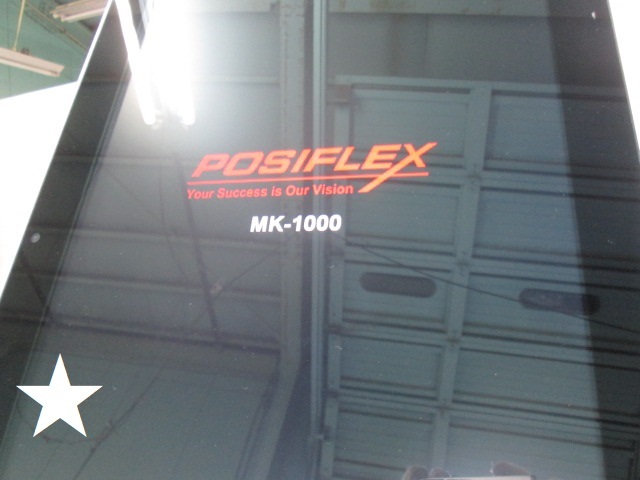 POSIFLEX
Your Success is Our Vision
MK-1000